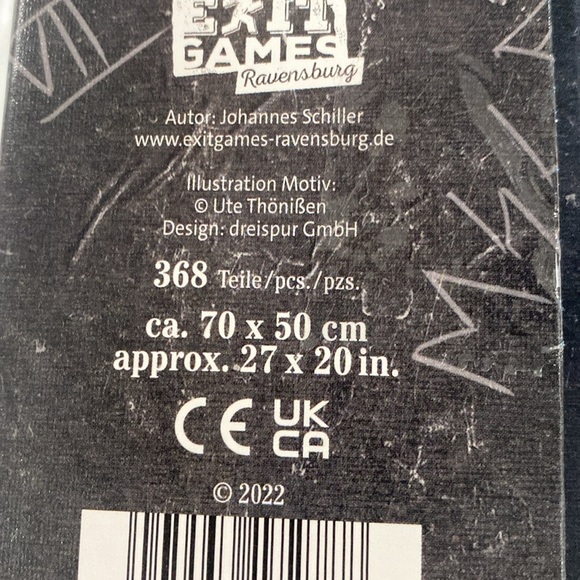 VII
EXIT
GAMES
Ravensburg
Autor: Johannes Schiller
www.exitgames-ravensburg.de
Illustration Motiv:
© Ute Thönißen
Design: dreispur GmbH
368 Teile/pcs./pzs.
ca. 70 x 50 cm
approx. 27 x 20 in.
CE UK
CA
© 2022